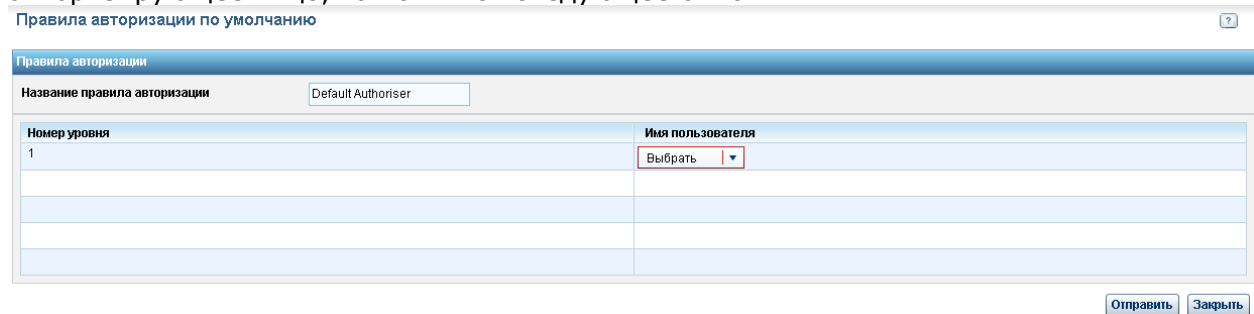 Правила авторизации по умолчанию
?
Правила авторизации
Название правила авторизации Default Authoriser
Номер уровня Имя пользователя
1 Выбрать
Отправить Закрыть